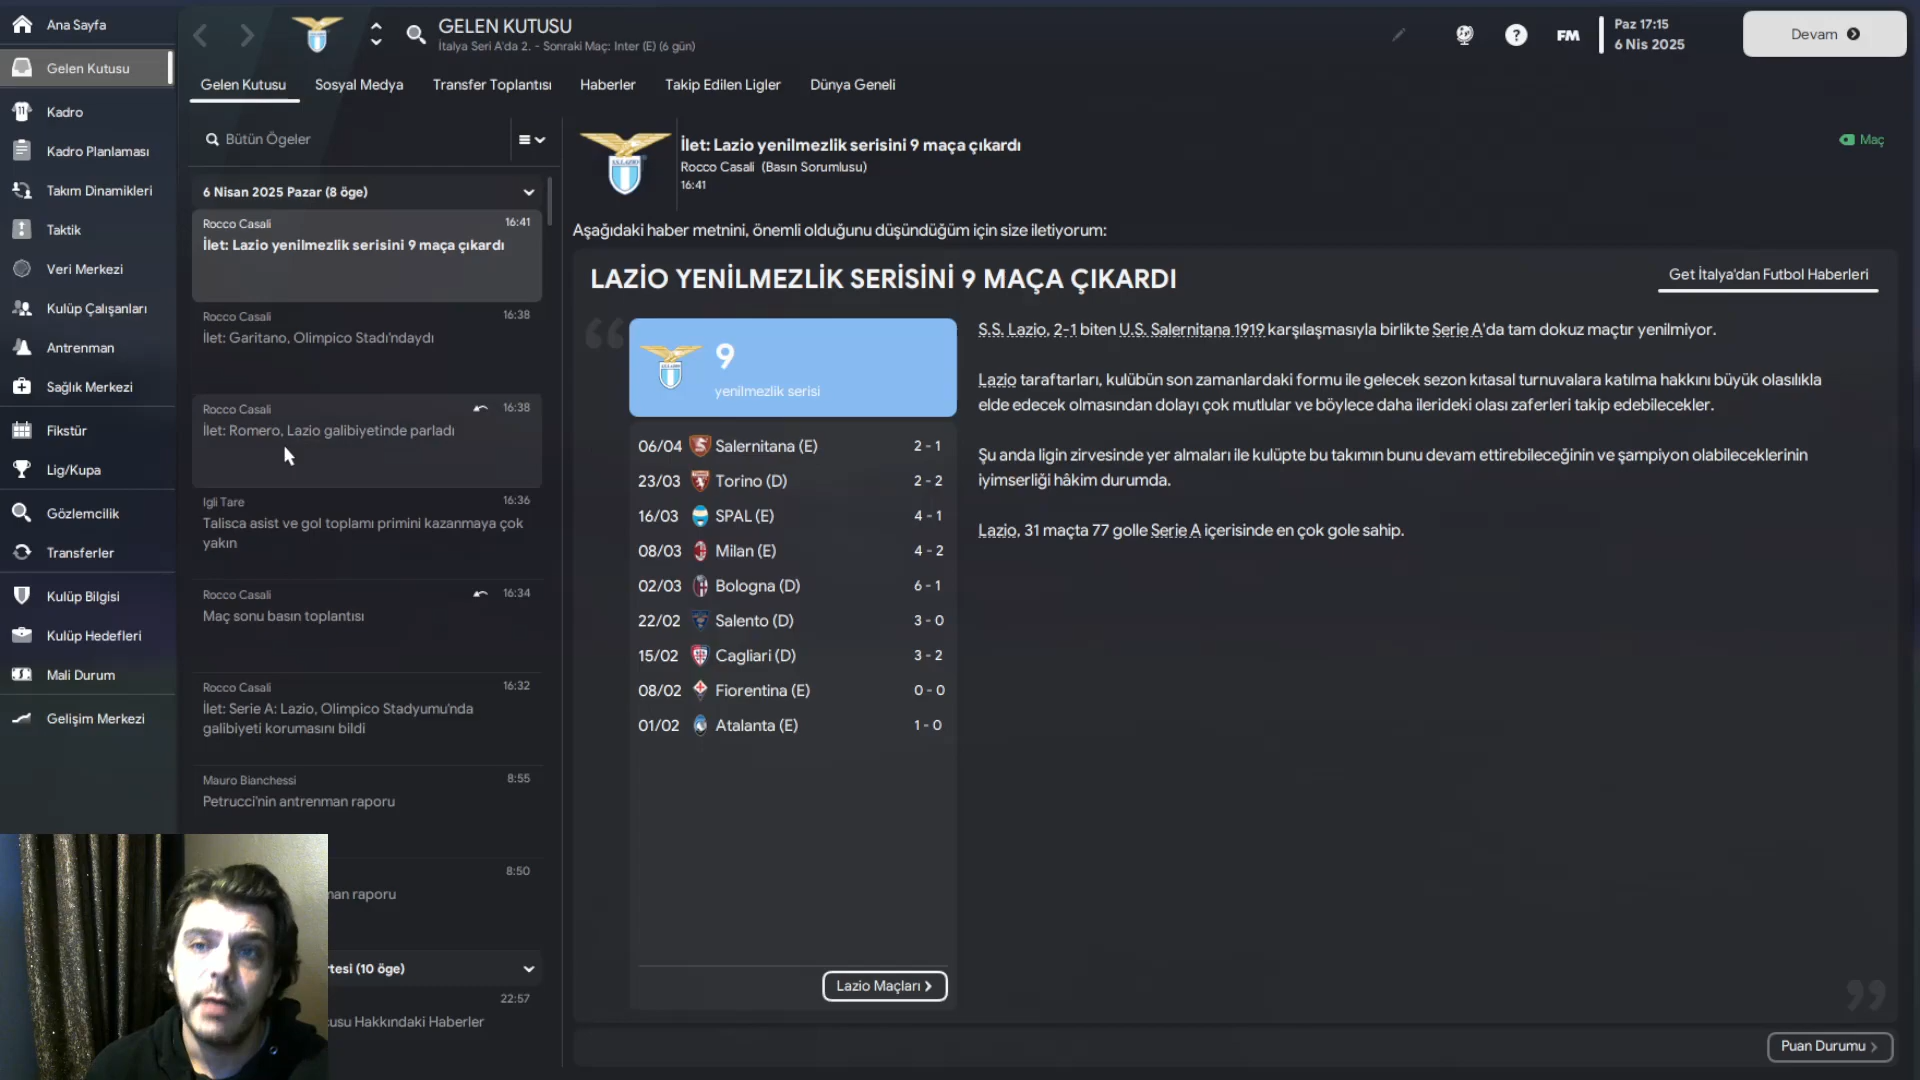 Ana Sayfa
Gelen Kutusu
Kadro
Kadro Planlaması
Takım Dinamikleri
Taktik
Veri Merkezi
Kulüp Çalışanları
Antrenman
Sağlık Merkezi
Fikstür
Lig/Kupa
Gözlemcilik
Transferler
Kulüp Bilgisi
Kulüp Hedefleri
Mali Durum
Gelişim Merkezi
GELEN KUTUSU
İtalya Seri A'da 2. - Sonraki Maç: Inter (E) (6 gün)
FM
Paz 17:15
6 Nis 2025
Devam
Gelen Kutusu
Sosyal Medya
Transfer Toplantısı
Haberler
Takip Edilen Ligler
Dünya Geneli
Bütün Ögeler
6 Nisan 2025 Pazar (8 öge)
Rocco Casali 16:41
İlet: Lazio yenilmezlik serisini 9 maça çıkardı
Rocco Casali 16:38
İlet: Garitano, Olimpico Stadı'ndaydı
Rocco Casali 16:38
İlet: Romero, Lazio galibiyetinde parladı
Igli Tare 16:36
Talisca asist ve gol toplamı primini kazanmaya çok
yakın
Rocco Casali 16:34
Maç sonu basın toplantısı
Rocco Casali 16:32
İlet: Serie A: Lazio, Olimpico Stadyumu'nda
galibiyeti korumasını bildi
Mauro Bianchessi 8:55
Petrucci'nin antrenman raporu
8:50
man raporu
rtesi (10 öge)
22:57
cusu Hakkındaki Haberler
İlet: Lazio yenilmezlik serisini 9 maça çıkardı
Rocco Casali (Basın Sorumlusu)
16:41
Maç
Aşağıdaki haber metnini, önemli olduğunu düşündüğüm için size iletiyorum:
LAZİO YENİLMEZLİK SERİSİNİ 9 MAÇA ÇIKARDI
Get İtalya'dan Futbol Haberleri
9
yenilmezlik serisi
06/04 Salernitana (E) 2 - 1
23/03 Torino (D) 2 - 2
16/03 SPAL (E) 4 - 1
08/03 Milan (E) 4 - 2
02/03 Bologna (D) 6 - 1
22/02 Salento (D) 3 - 0
15/02 Cagliari (D) 3 - 2
08/02 Fiorentina (E) 0 - 0
01/02 Atalanta (E) 1 - 0
Lazio Maçları
S.S. Lazio, 2-1 biten U.S. Salernitana 1919 karşılaşmasıyla birlikte Serie A'da tam dokuz maçtır yenilmiyor.
Lazio taraftarları, kulübün son zamanlardaki formu ile gelecek sezon kıtasal turnuvalara katılma hakkını büyük olasılıkla
elde edecek olmasından dolayı çok mutlular ve böylece daha ilerideki olası zaferleri takip edebilecekler.
Şu anda ligin zirvesinde yer almaları ile kulüpte bu takımın bunu devam ettirebileceğinin ve şampiyon olabileceklerinin
iyimserliği hâkim durumda.
Lazio, 31 maçta 77 golle Serie A içerisinde en çok gole sahip.
Puan Durumu